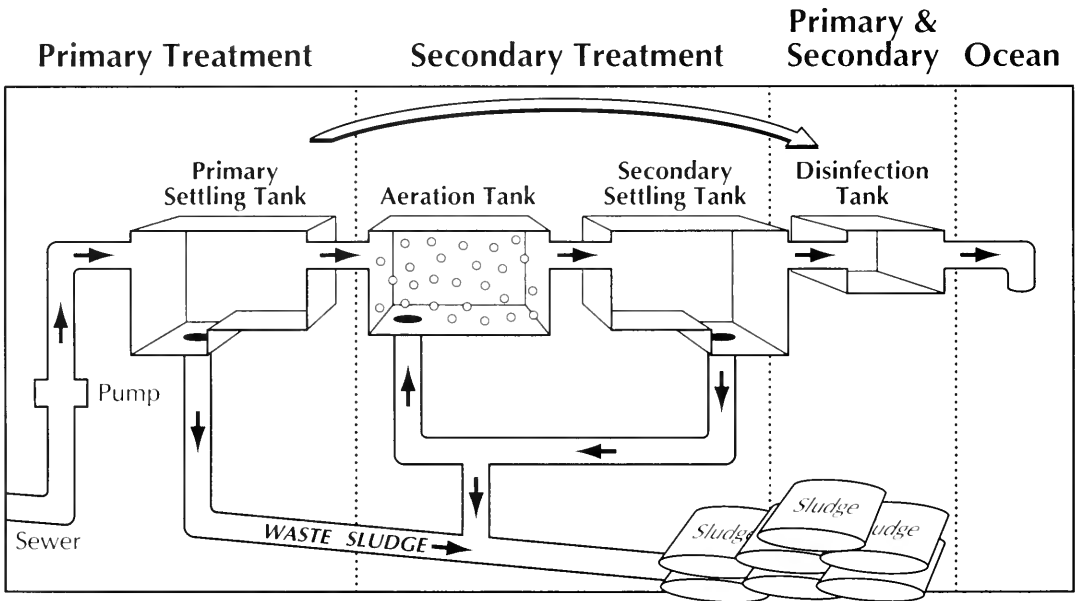 Primary Treatment
Secondary Treatment
Primary &
Secondary
Ocean
Primary
Settling Tank
Aeration Tank
Secondary
Settling Tank
Disinfection
Tank
Pump
Sewer
WASTE SLUDGE
Sludge
Sludge
udge